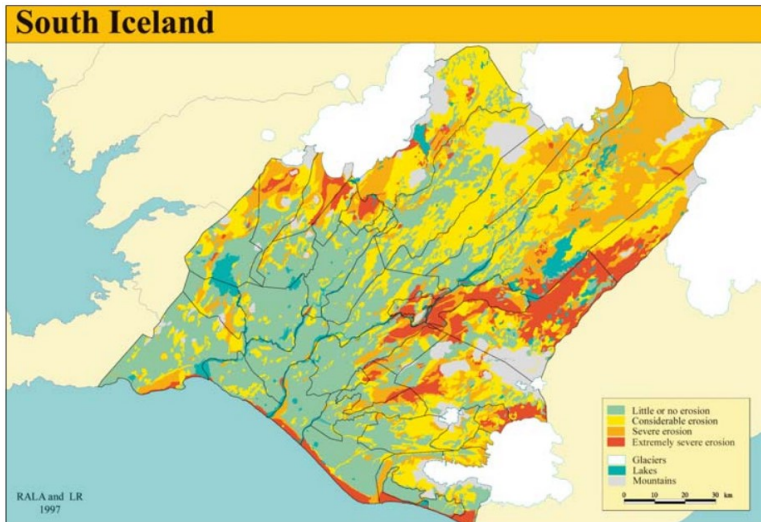 South Iceland
Little or no erosion
Considerable erosion
Severe erosion
Extremely severe erosion
Glaciers
Lakes
Mountains
0 10 20 30 km
RALA and LR
1997